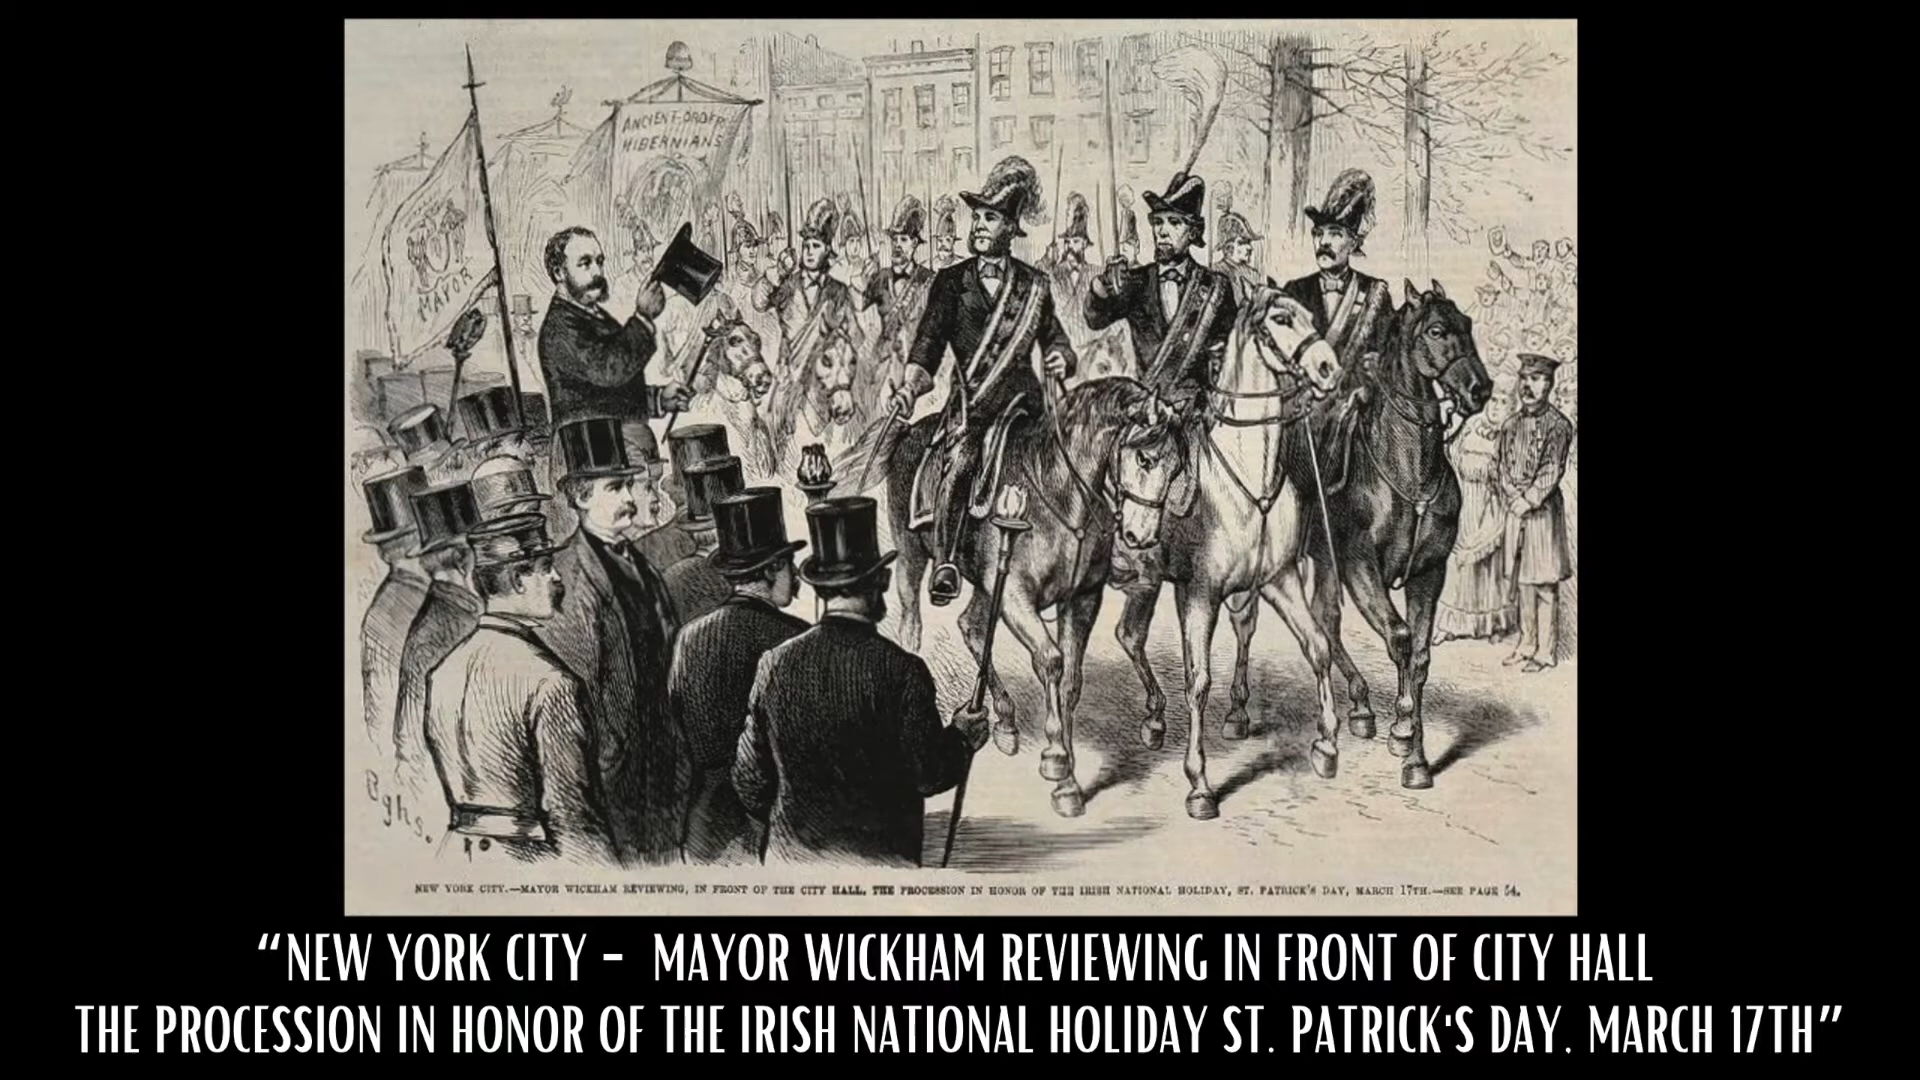 ANCIENT ORDER
HIBERNIANS
MAYOR
Bghs.
NEW YORK CITY.—MAYOR WICKHAM REVIEWING, IN FRONT OF THE CITY HALL, THE PROCESSION IN HONOR OF THE IRISH NATIONAL HOLIDAY, ST. PATRICK'S DAY, MARCH 17TH.—SEE PAGE 54.
“NEW YORK CITY - MAYOR WICKHAM REVIEWING IN FRONT OF CITY HALL
THE PROCESSION IN HONOR OF THE IRISH NATIONAL HOLIDAY ST. PATRICK'S DAY. MARCH 17TH”